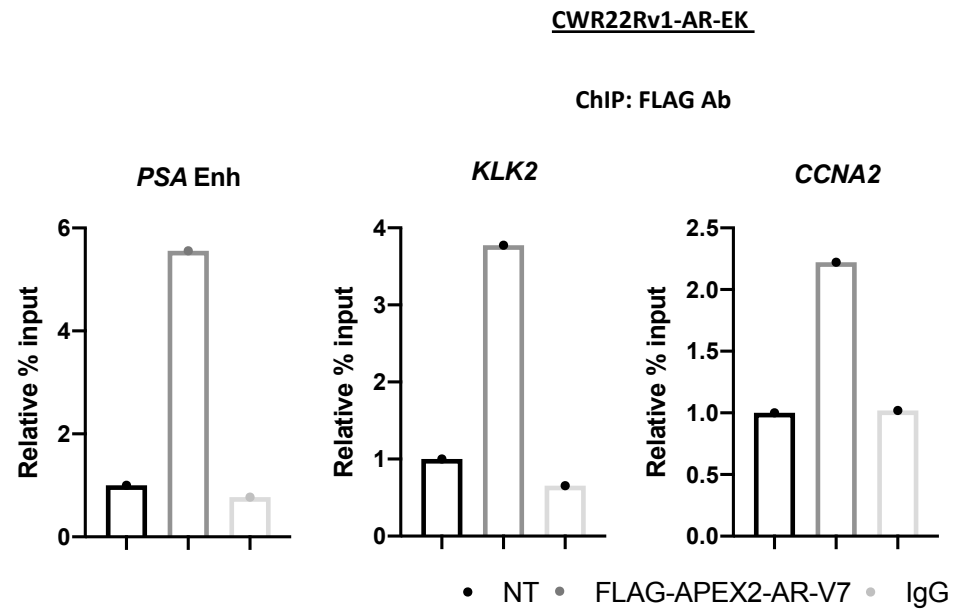 CWR22Rv1-AR-EK
ChIP: FLAG Ab
PSA Enh
Relative % input
6
4
2
0
KLK2
Relative % input
4
3
2
1
0
CCNA2
Relative % input
2.5
2.0
1.5
1.0
0.5
0.0
• NT • FLAG-APEX2-AR-V7 • IgG